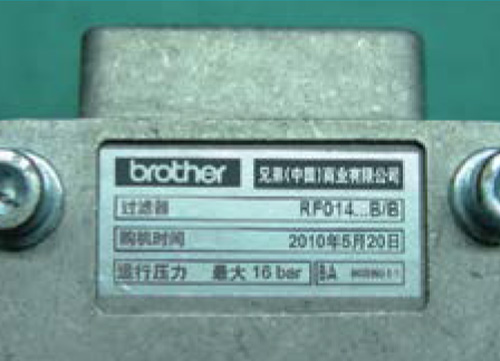 brother 兄弟(中国)商业有限公司
过滤器 RF014...B/B
购机时间 2010年5月20日
运行压力 最大 16 bar BA